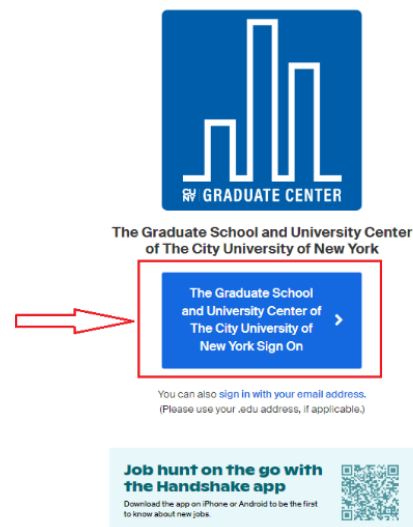 GRADUATE CENTER
The Graduate School and University Center
of The City University of New York
The Graduate School
and University Center of
The City University of
New York Sign On
You can also sign in with your email address.
(Please use your .edu address, if applicable.)
Job hunt on the go with
the Handshake app
Download the app on iPhone or Android to be the first
to know about new jobs.